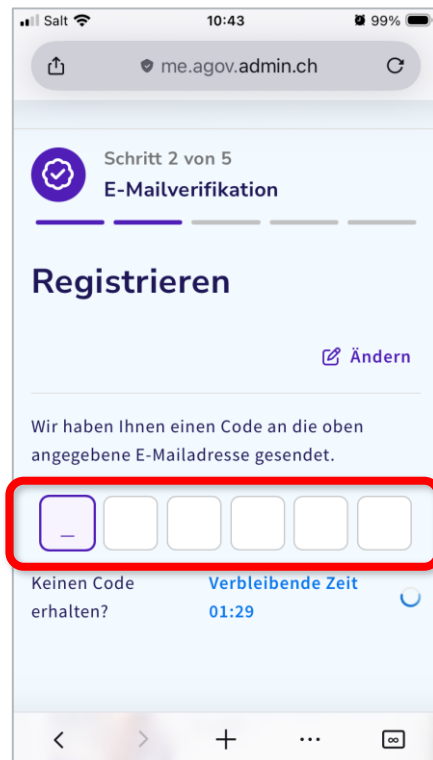 Salt 10:43 99%
me.agov.admin.ch
Schritt 2 von 5
E-Mailverifikation
Registrieren
Ändern
Wir haben Ihnen einen Code an die oben
angegebene E-Mailadresse gesendet.
_
Keinen Code Verbleibende Zeit
erhalten? 01:29